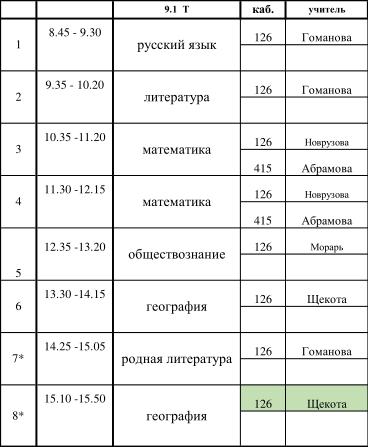 9.1 Т каб. учитель
1 8.45 - 9.30 русский язык 126 Гоманова
2 9.35 - 10.20 литература 126 Гоманова
3 10.35 -11.20 математика 126 Новрузова
415 Абрамова
4 11.30 -12.15 математика 126 Новрузова
415 Абрамова
5 12.35 -13.20 обществознание 126 Морарь
6 13.30 -14.15 география 126 Щекота
7* 14.25 -15.05 родная литература 126 Гоманова
8* 15.10 -15.50 география 126 Щекота